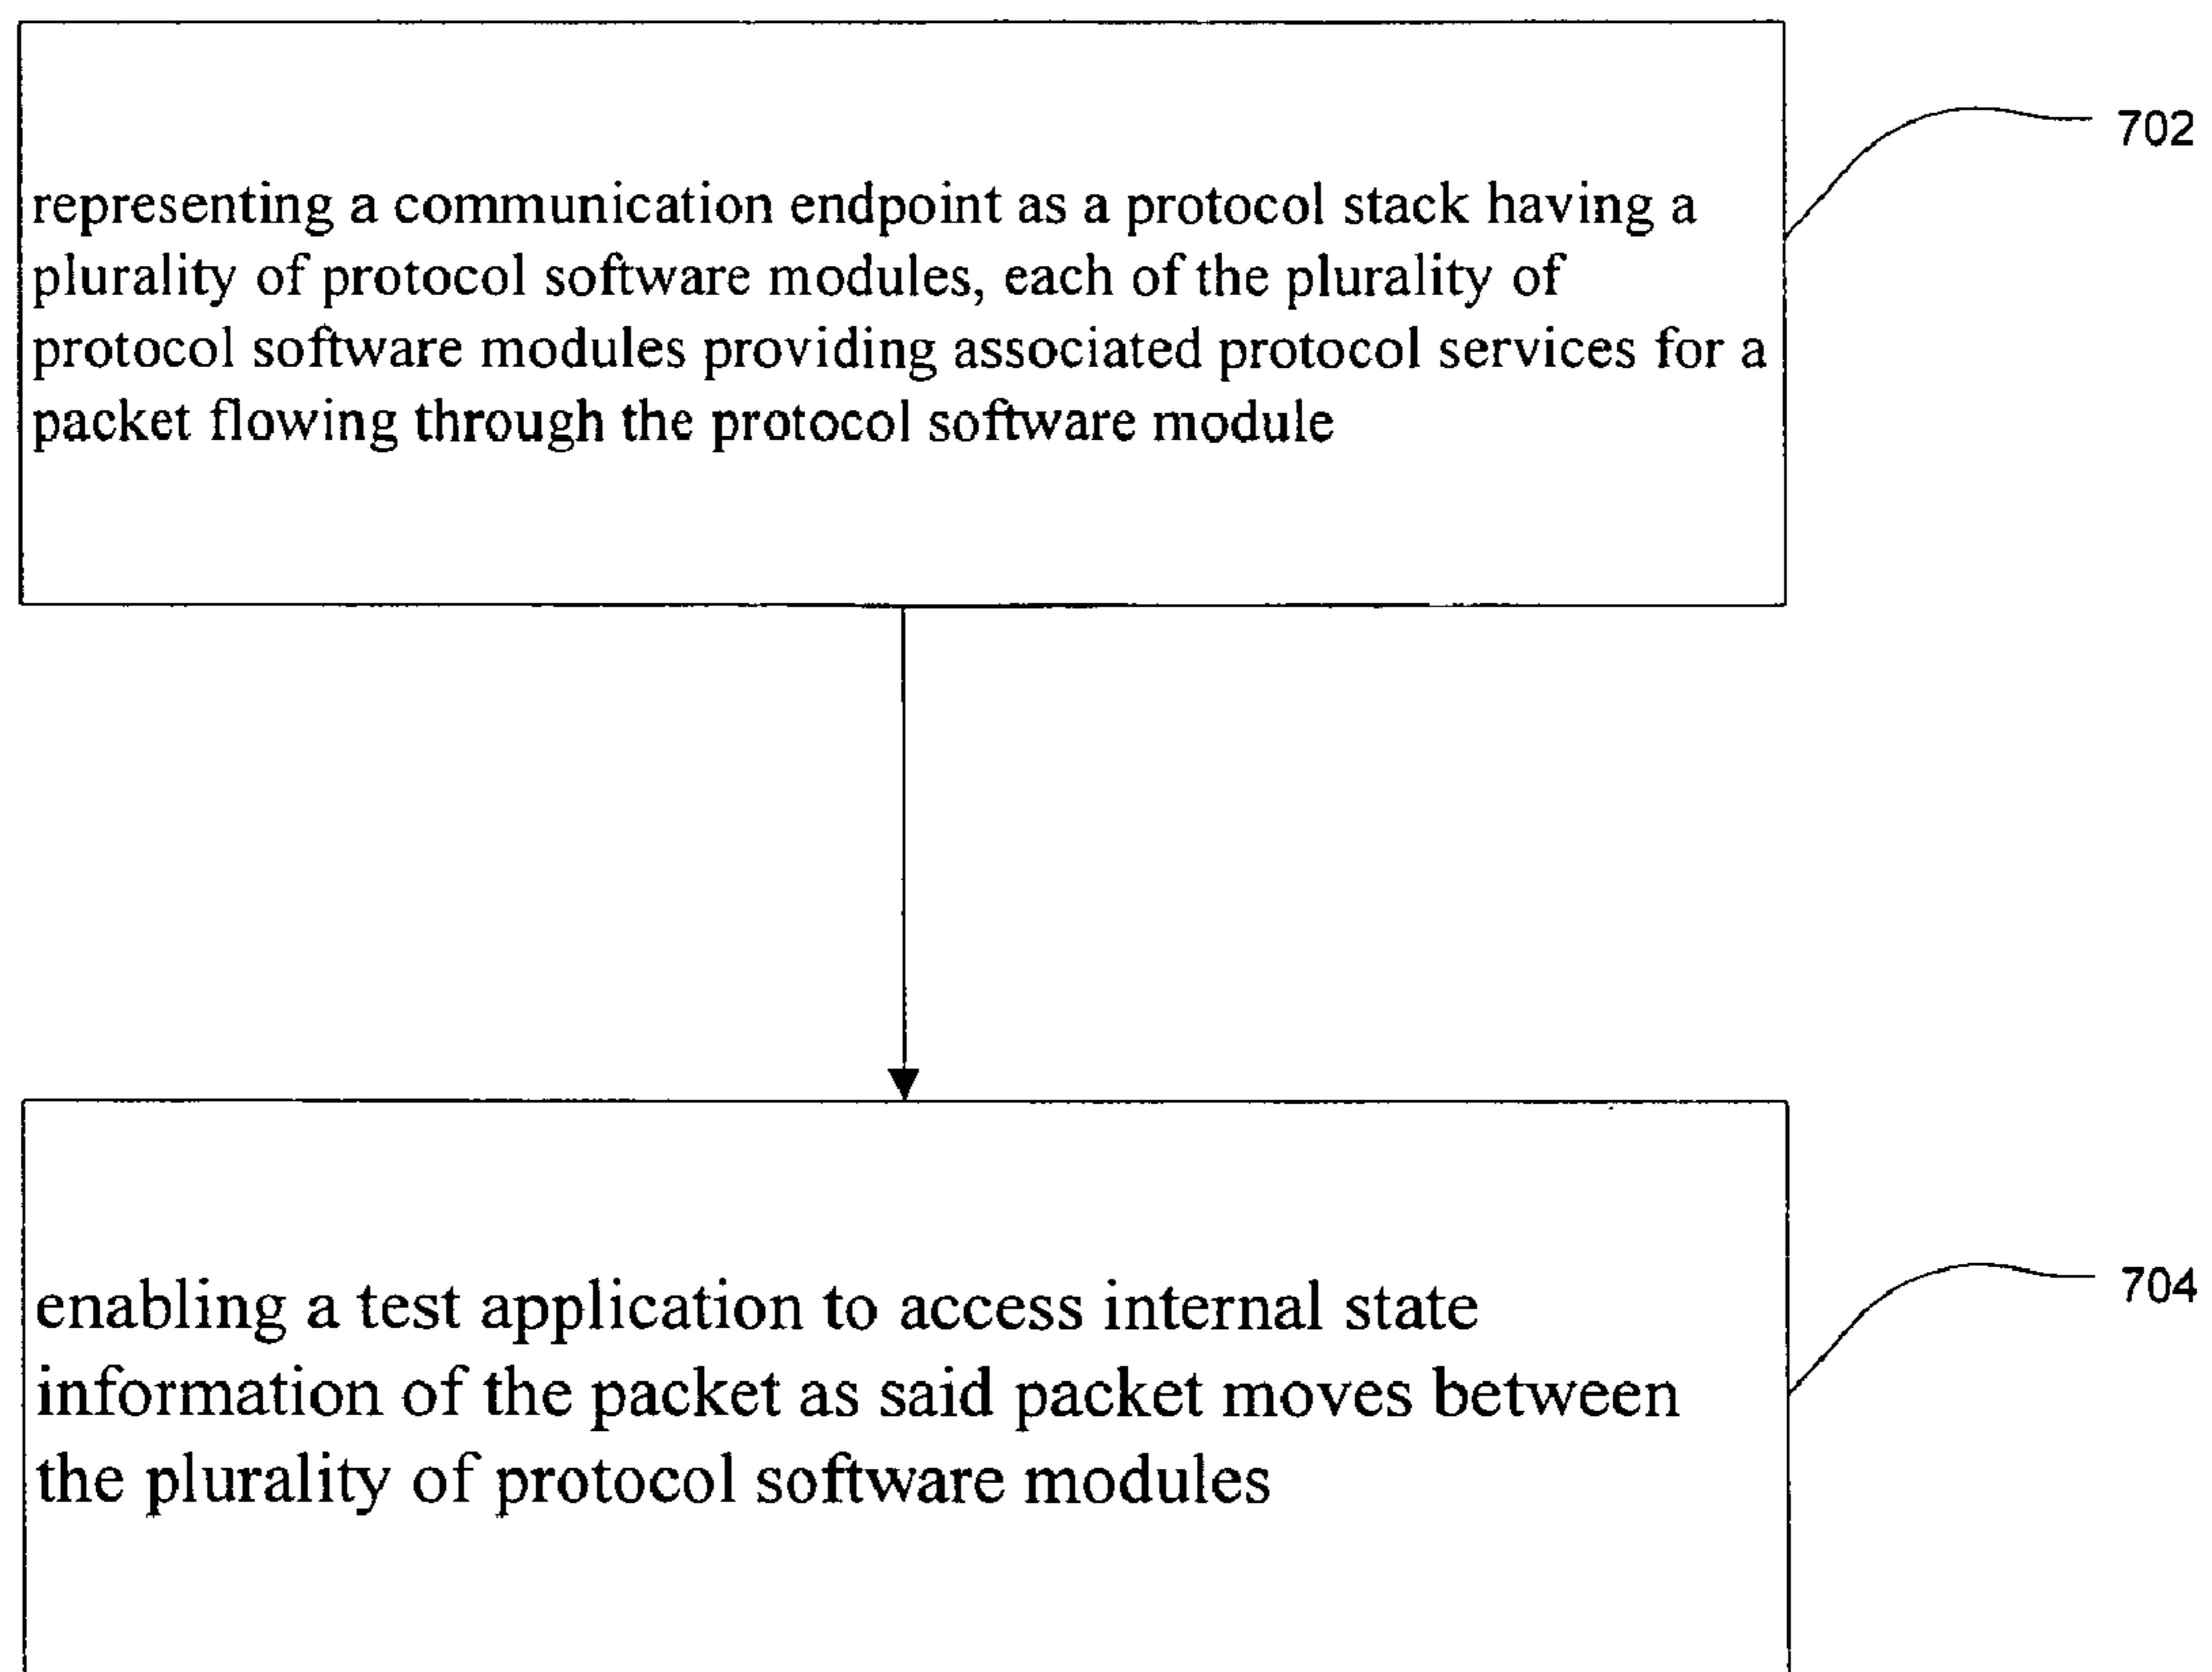 representing a communication endpoint as a protocol stack having a
plurality of protocol software modules, each of the plurality of
protocol software modules providing associated protocol services for a
packet flowing through the protocol software module
702
enabling a test application to access internal state
information of the packet as said packet moves between
the plurality of protocol software modules
704